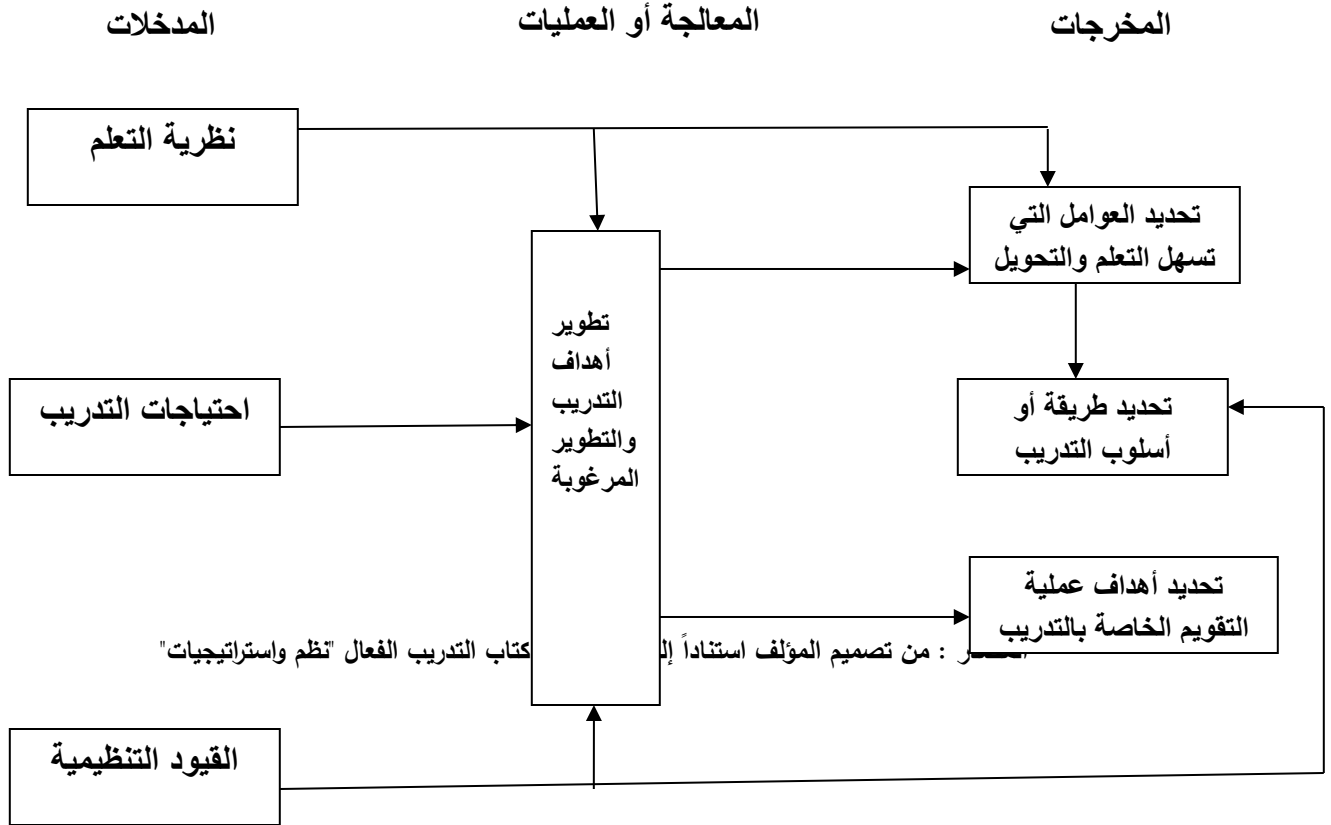 المدخلات
المعالجة أو العمليات
المخرجات
نظرية التعلم
تحديد العوامل التي
تسهل التعلم والتحويل
تطوير
أهداف
التدريب
والتطوير
المرغوبة
احتياجات التدريب
تحديد طريقة أو
أسلوب التدريب
تحديد أهداف عملية
التقويم الخاصة بالتدريب
: من تصميم المؤلف استناداً كتاب التدريب الفعال "نظم واستراتيجيات"
القيود التنظيمية